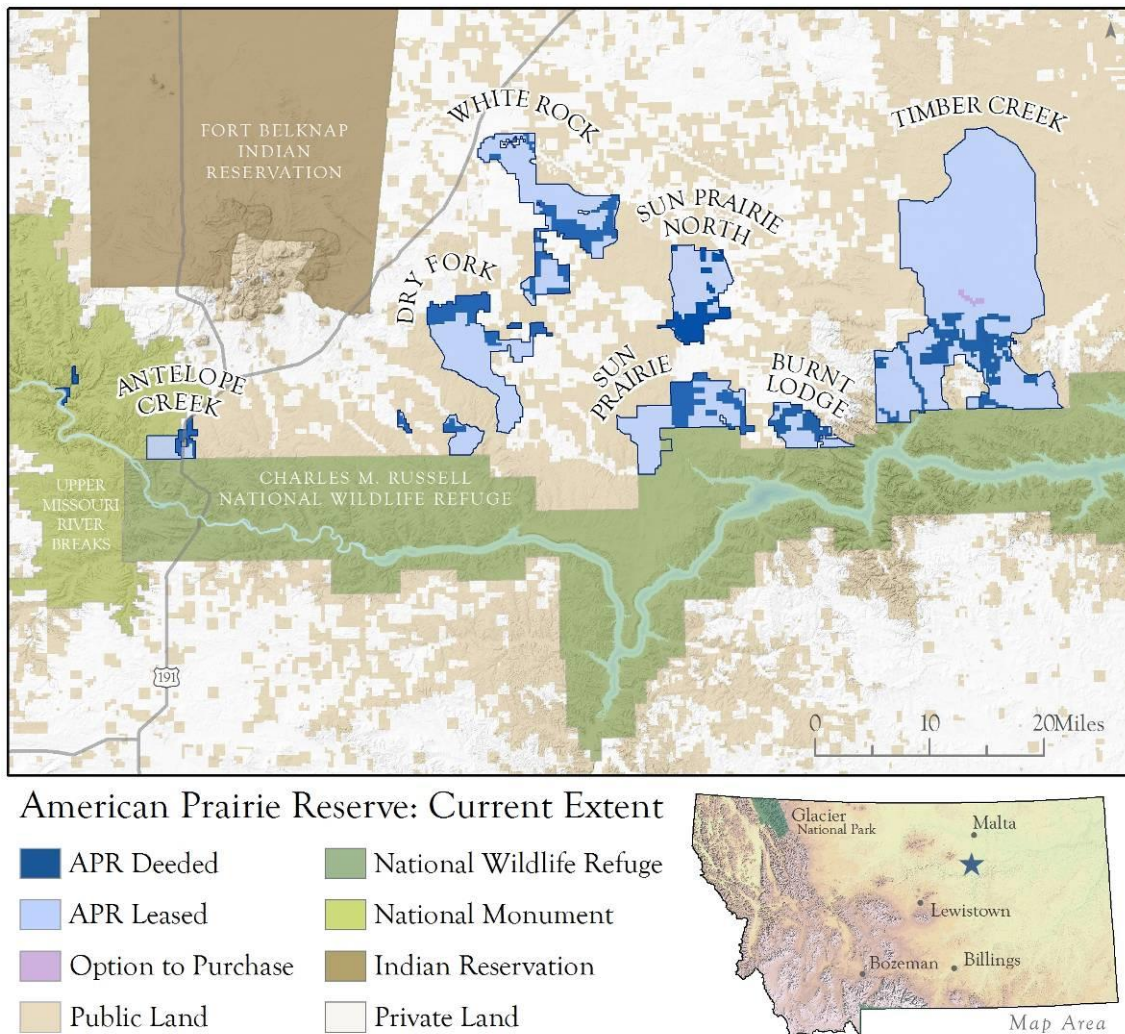 FORT BELKNAP
INDIAN
RESERVATION
WHITE ROCK
TIMBER CREEK
SUN PRAIRIE
NORTH
DRY FORK
ANTELOPE
CREEK
SUN
PRAIRIE
BURNT
LODGE
UPPER
MISSOURI
RIVER
BREAKS
CHARLES M. RUSSELL
NATIONAL WILDLIFE REFUGE
191
0 10 20Miles
American Prairie Reserve: Current Extent
APR Deeded
APR Leased
Option to Purchase
Public Land
National Wildlife Refuge
National Monument
Indian Reservation
Private Land
Glacier
National Park
Malta
Lewistown
Bozeman
Billings
Map Area